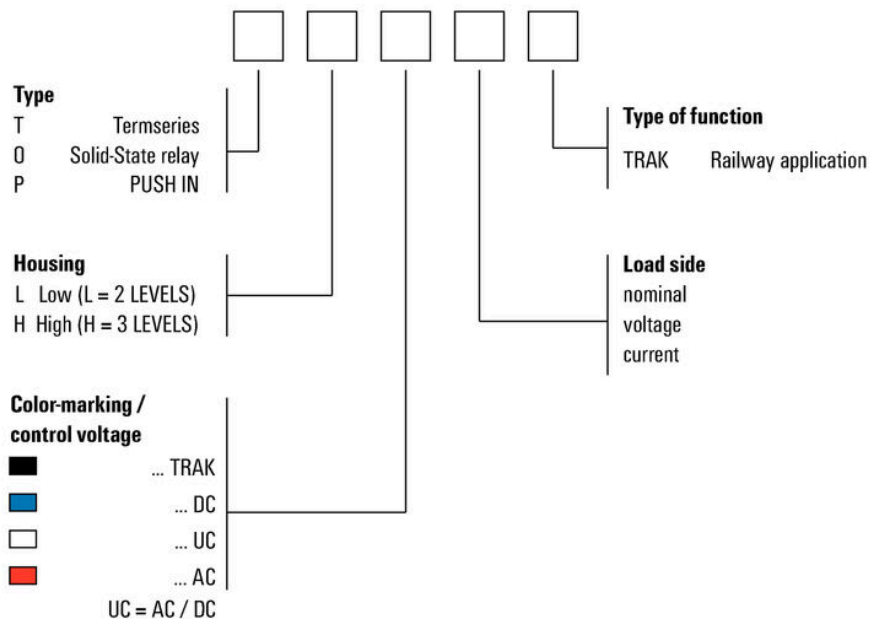 Type
T Termseries
O Solid-State relay
P PUSH IN
Type of function
TRAK Railway application
Housing
L Low (L = 2 LEVELS)
H High (H = 3 LEVELS)
Load side
nominal
voltage
current
Color-marking /
control voltage
... TRAK
... DC
... UC
... AC
UC = AC / DC